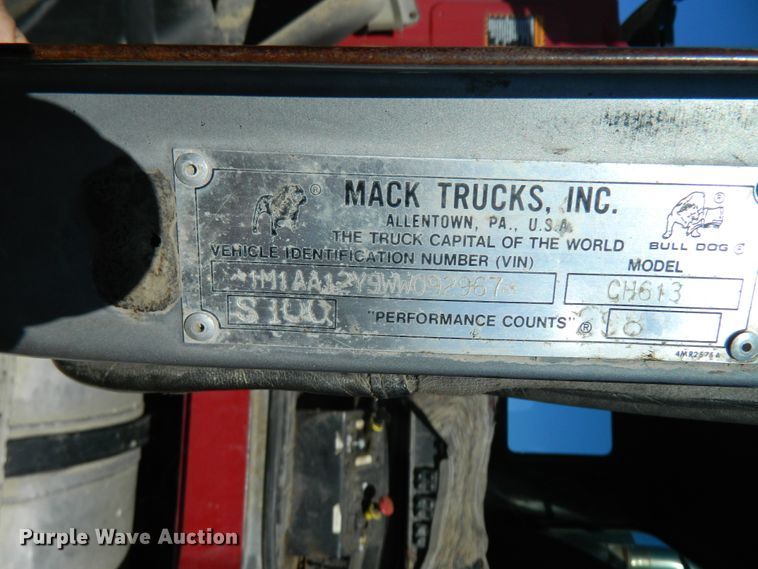 MACK TRUCKS, INC.
ALLENTOWN, PA., U.S.A.
THE TRUCK CAPITAL OF THE WORLD
BULL DOG ®
VEHICLE IDENTIFICATION NUMBER (VIN)
MODEL
*1M1AA12Y9WW092967*
CH613
S100
"PERFORMANCE COUNTS" ®
Purple Wave Auction